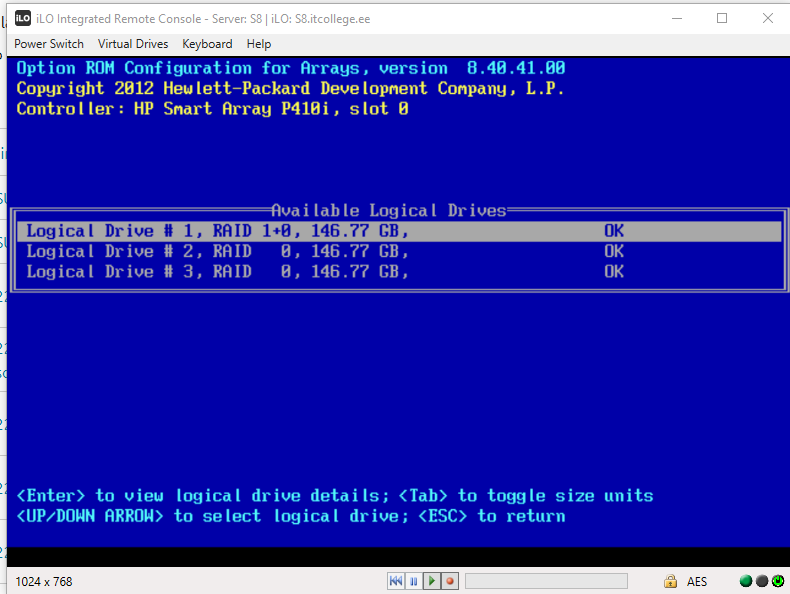 iLO iLO Integrated Remote Console - Server: S8 | iLO: S8.itcollege.ee
Power Switch Virtual Drives Keyboard Help
Option ROM Configuration for Arrays, version 8.40.41.00
Copyright 2012 Hewlett-Packard Development Company, L.P.
Controller: HP Smart Array P410i, slot 0
Available Logical Drives
Logical Drive # 1, RAID 1+0, 146.77 GB, OK
Logical Drive # 2, RAID 0, 146.77 GB, OK
Logical Drive # 3, RAID 0, 146.77 GB, OK
<Enter> to view logical drive details; <Tab> to toggle size units
<UP/DOWN ARROW> to select logical drive; <ESC> to return
1024 x 768 AES